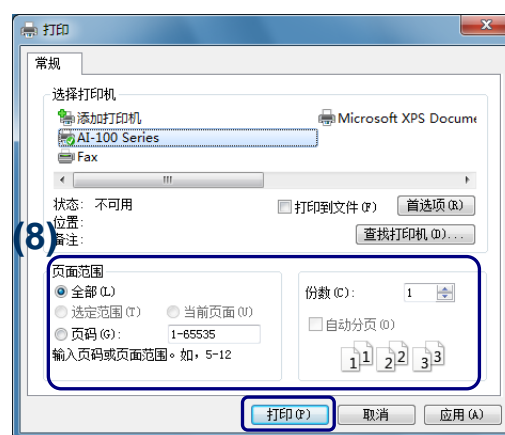 打印
常规
选择打印机
添加打印机
Microsoft XPS Docume
AI-100 Series
Fax
状态: 不可用
打印到文件(F) 首选项(R)
位置:
(8)
备注:
查找打印机(D)...
页面范围
全部(L)
份数(C): 1
选定范围(T) 当前页面(U)
自动分页(O)
页码(G): 1-65535
输入页码或页面范围。如，5-12
11 22 33
打印(P) 取消 应用(A)